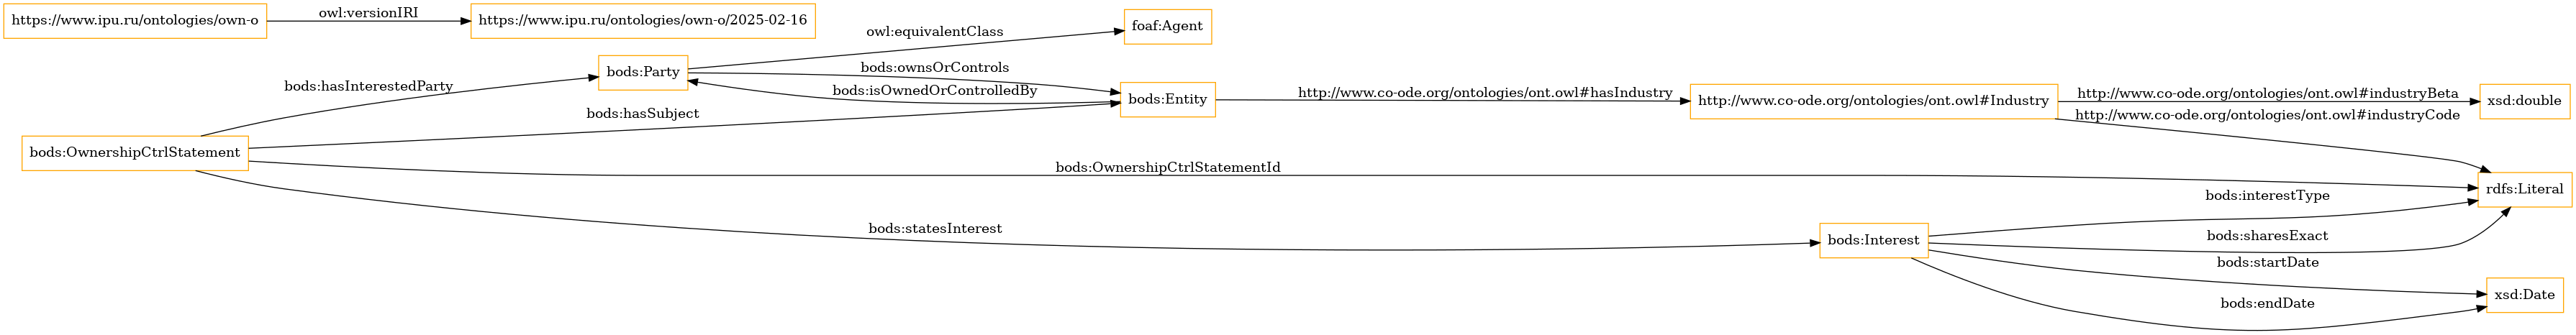 https://www.ipu.ru/ontologies/own-o
owl:versionIRI
https://www.ipu.ru/ontologies/own-o/2025-02-16
foaf:Agent
owl:equivalentClass
bods:Party
bods:ownsOrControls
bods:hasInterestedParty
bods:isOwnedOrControlledBy
bods:Entity
http://www.co-ode.org/ontologies/ont.owl#hasIndustry
http://www.co-ode.org/ontologies/ont.owl#Industry
http://www.co-ode.org/ontologies/ont.owl#industryBeta
xsd:double
bods:hasSubject
http://www.co-ode.org/ontologies/ont.owl#industryCode
bods:OwnershipCtrlStatement
bods:OwnershipCtrlStatementId
rdfs:Literal
bods:interestType
bods:statesInterest
bods:Interest
bods:sharesExact
bods:startDate
xsd:Date
bods:endDate